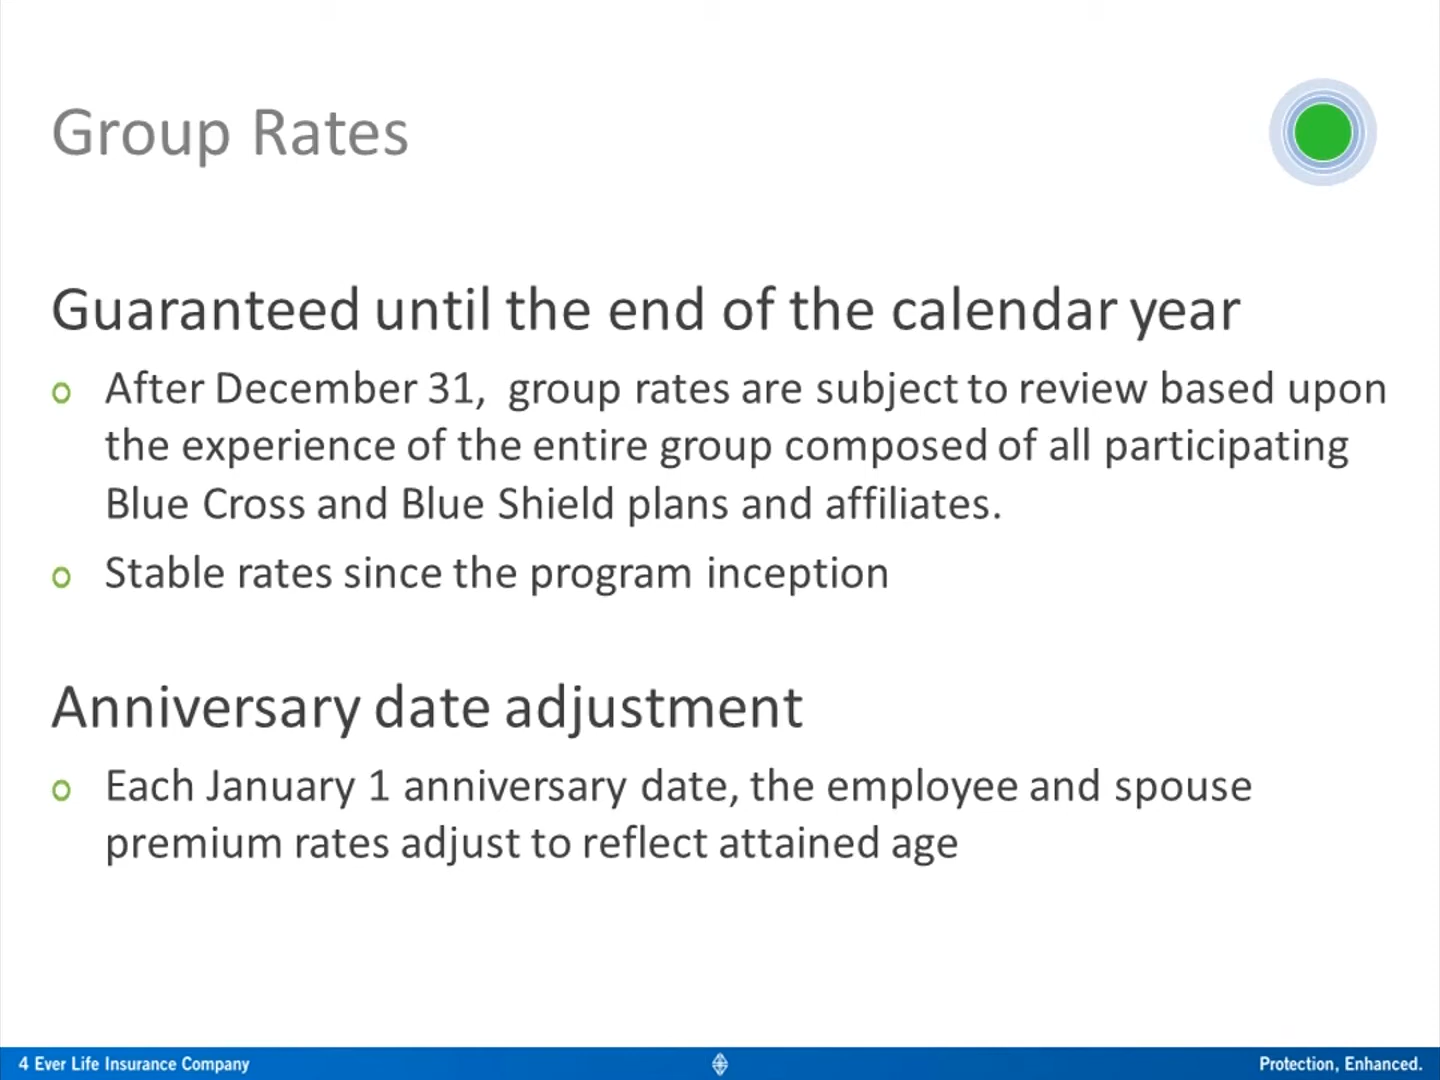 Group Rates
Guaranteed until the end of the calendar year
o After December 31, group rates are subject to review based upon
the experience of the entire group composed of all participating
Blue Cross and Blue Shield plans and affiliates.
o Stable rates since the program inception
Anniversary date adjustment
o Each January 1 anniversary date, the employee and spouse
premium rates adjust to reflect attained age
4 Ever Life Insurance Company
Protection, Enhanced.